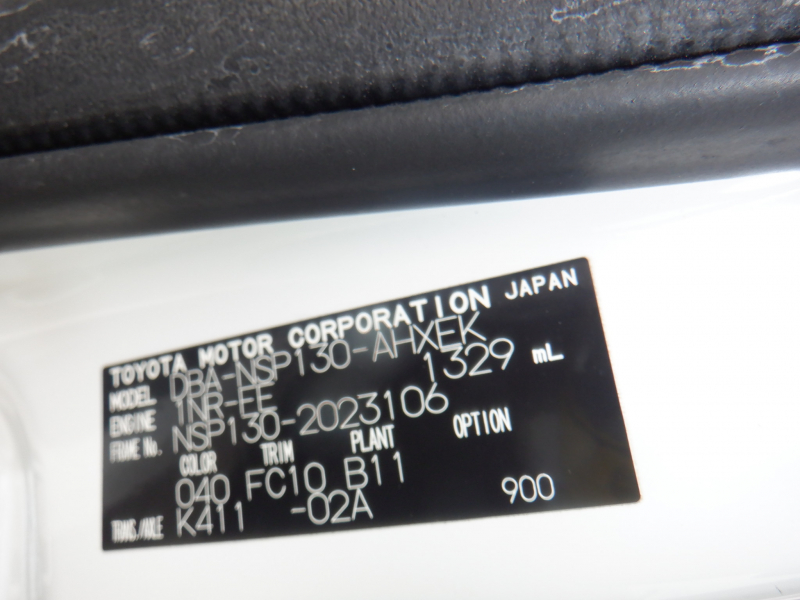 TOYOTA MOTOR CORPORATION JAPAN
MODEL DBA-NSP130-AHXEK
ENGINE 1NR-FE 1329 mL
FRAME No. NSP130-2023106
COLOR TRIM PLANT OPTION
040 FC10 B11
TRANS/AXLE K411 -02A 900